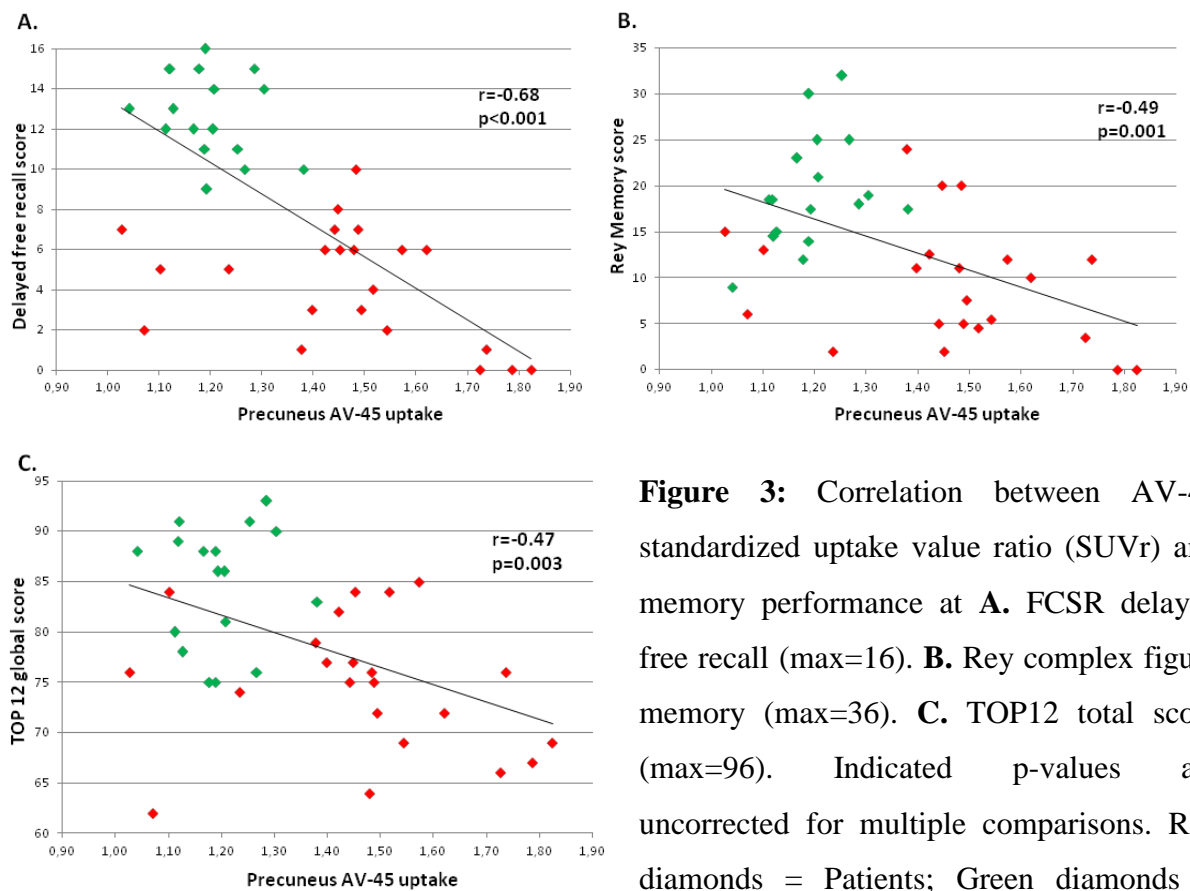 A.
16
14
12
10
8
6
4
2
0
Delayed free recall score
r=-0.68
p<0.001
0,90 1,00 1,10 1,20 1,30 1,40 1,50 1,60 1,70 1,80 1,90
Precuneus AV-45 uptake
B.
35
30
25
20
15
10
5
0
Rey Memory score
r=-0.49
p=0.001
0,90 1,00 1,10 1,20 1,30 1,40 1,50 1,60 1,70 1,80 1,90
Precuneus AV-45 uptake
C.
95
90
85
80
75
70
65
60
TOP 12 global score
r=-0.47
p=0.003
0,90 1,00 1,10 1,20 1,30 1,40 1,50 1,60 1,70 1,80 1,90
Precuneus AV-45 uptake
Figure 3: Correlation between
standardized uptake value ratio (SUVr)
memory performance at A. FCSR
free recall (max=16). B. Rey complex
memory (max=36). C. TOP12 total
(max=96). Indicated p-values
uncorrected for multiple comparisons.
diamonds = Patients; Green diamonds